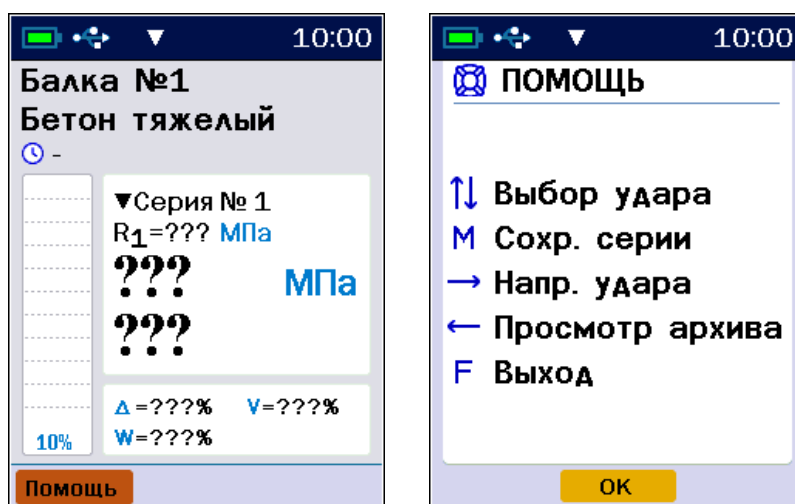 10:00
Балка №1
Бетон тяжелый
-
▼Серия № 1
R1=??? МПа
??? МПа
???
Δ=???% V=???%
W=???%
10%
Помощь
10:00
ПОМОЩЬ
↑↓ Выбор удара
M Сохр. серии
→ Напр. удара
← Просмотр архива
F Выход
ОК